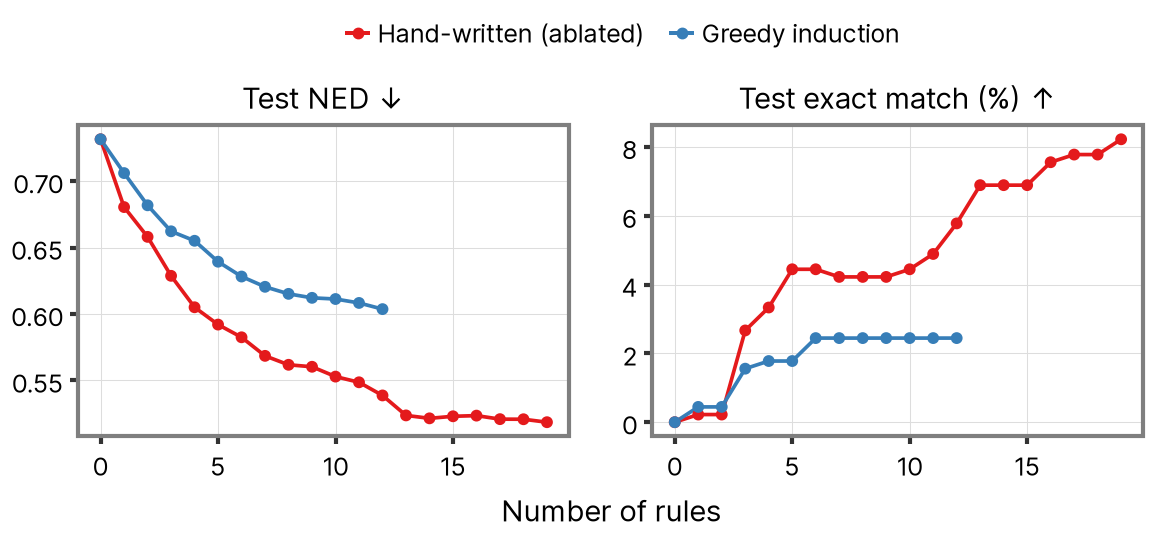 Hand-written (ablated) Greedy induction
Test NED ↓
0.70
0.65
0.60
0.55
0 5 10 15
Test exact match (%) ↑
8
6
4
2
0
0 5 10 15
Number of rules